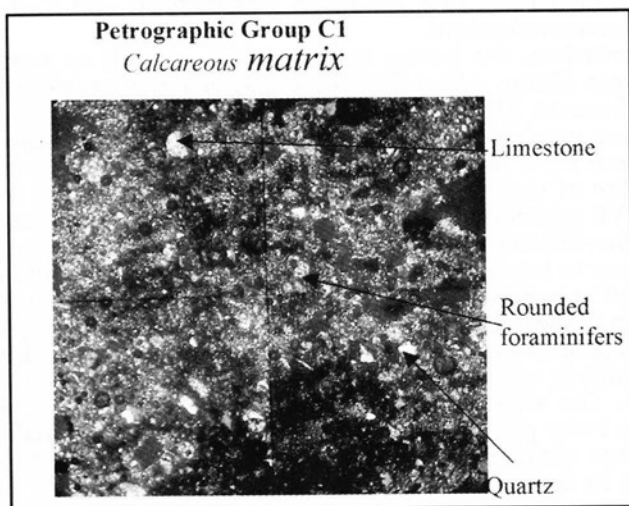 Petrographic Group C1
Calcareous matrix
Limestone
Rounded
foraminifers
Quartz